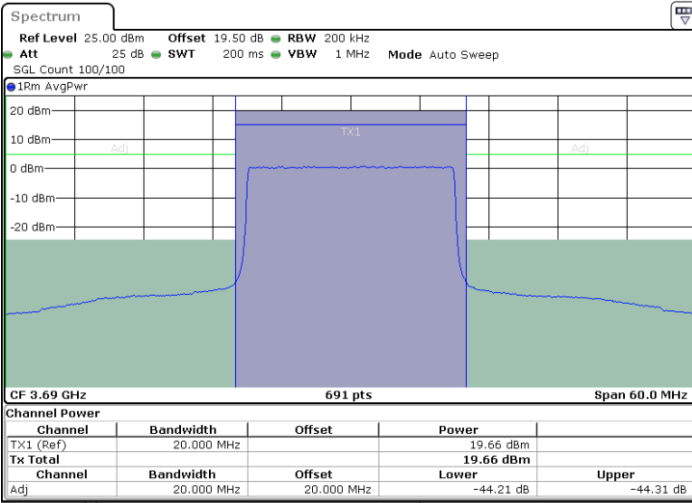 Spectrum
Ref Level 25.00 dBm Offset 19.50 dB RBW 200 kHz
Att 25 dB SWT 200 ms VBW 1 MHz Mode Auto Sweep
SGL Count 100/100
1Rm AvgPwr
20 dBm
TX1
10 dBm
Adj
Adj
0 dBm
-10 dBm
-20 dBm
CF 3.69 GHz 691 pts Span 60.0 MHz
Channel Power
Channel Bandwidth Offset Power
TX1 (Ref) 20.000 MHz 19.66 dBm
Tx Total 19.66 dBm
Channel Bandwidth Offset Lower Upper
Adj 20.000 MHz 20.000 MHz -44.21 dB -44.31 dB